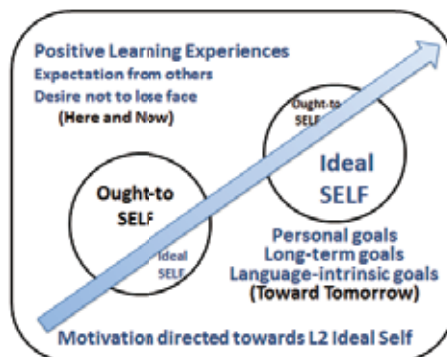 Positive Learning Experiences
Expectation from others
Desire not to lose face
(Here and Now)
Ought-to
SELF
Ideal
SELF
Ought-to
SELF
Ideal
SELF
Personal goals
Long-term goals
Language-intrinsic goals
(Toward Tomorrow)
Motivation directed towards L2 Ideal Self